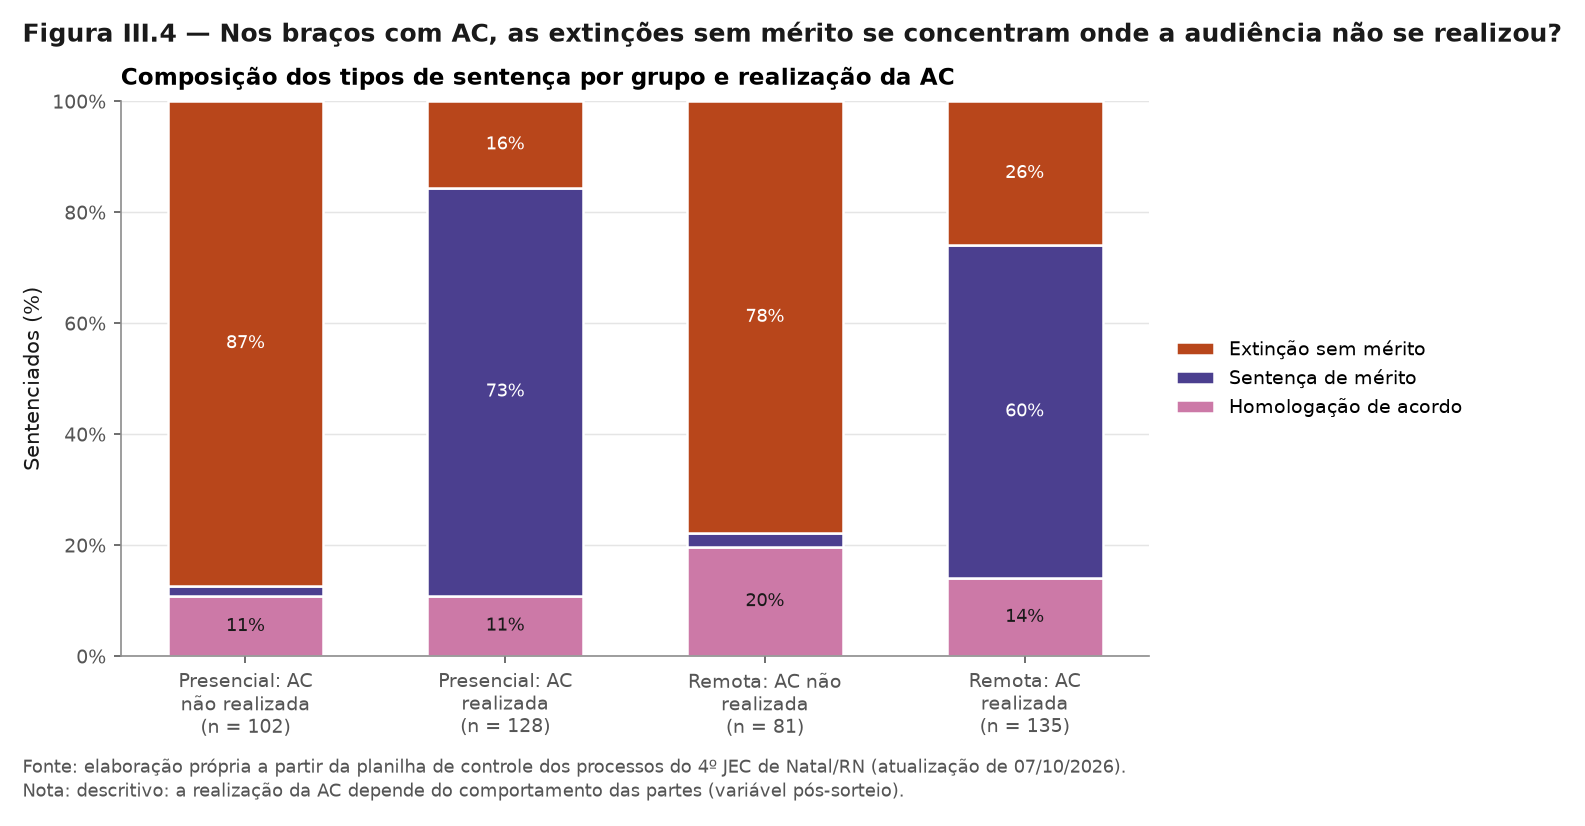 Figura III.4 — Nos braços com AC, as extinções sem mérito se concentram onde a audiência não se realizou?
Composição dos tipos de sentença por grupo e realização da AC
Sentenciados (%)
100%
80%
60%
40%
20%
0%
87%
11%
16%
73%
11%
78%
20%
26%
60%
14%
Extinção sem mérito
Sentença de mérito
Homologação de acordo
Presencial: AC
não realizada
(n = 102)
Presencial: AC
realizada
(n = 128)
Remota: AC não
realizada
(n = 81)
Remota: AC
realizada
(n = 135)
Fonte: elaboração própria a partir da planilha de controle dos processos do 4º JEC de Natal/RN (atualização de 07/10/2026).
Nota: descritivo: a realização da AC depende do comportamento das partes (variável pós-sorteio).